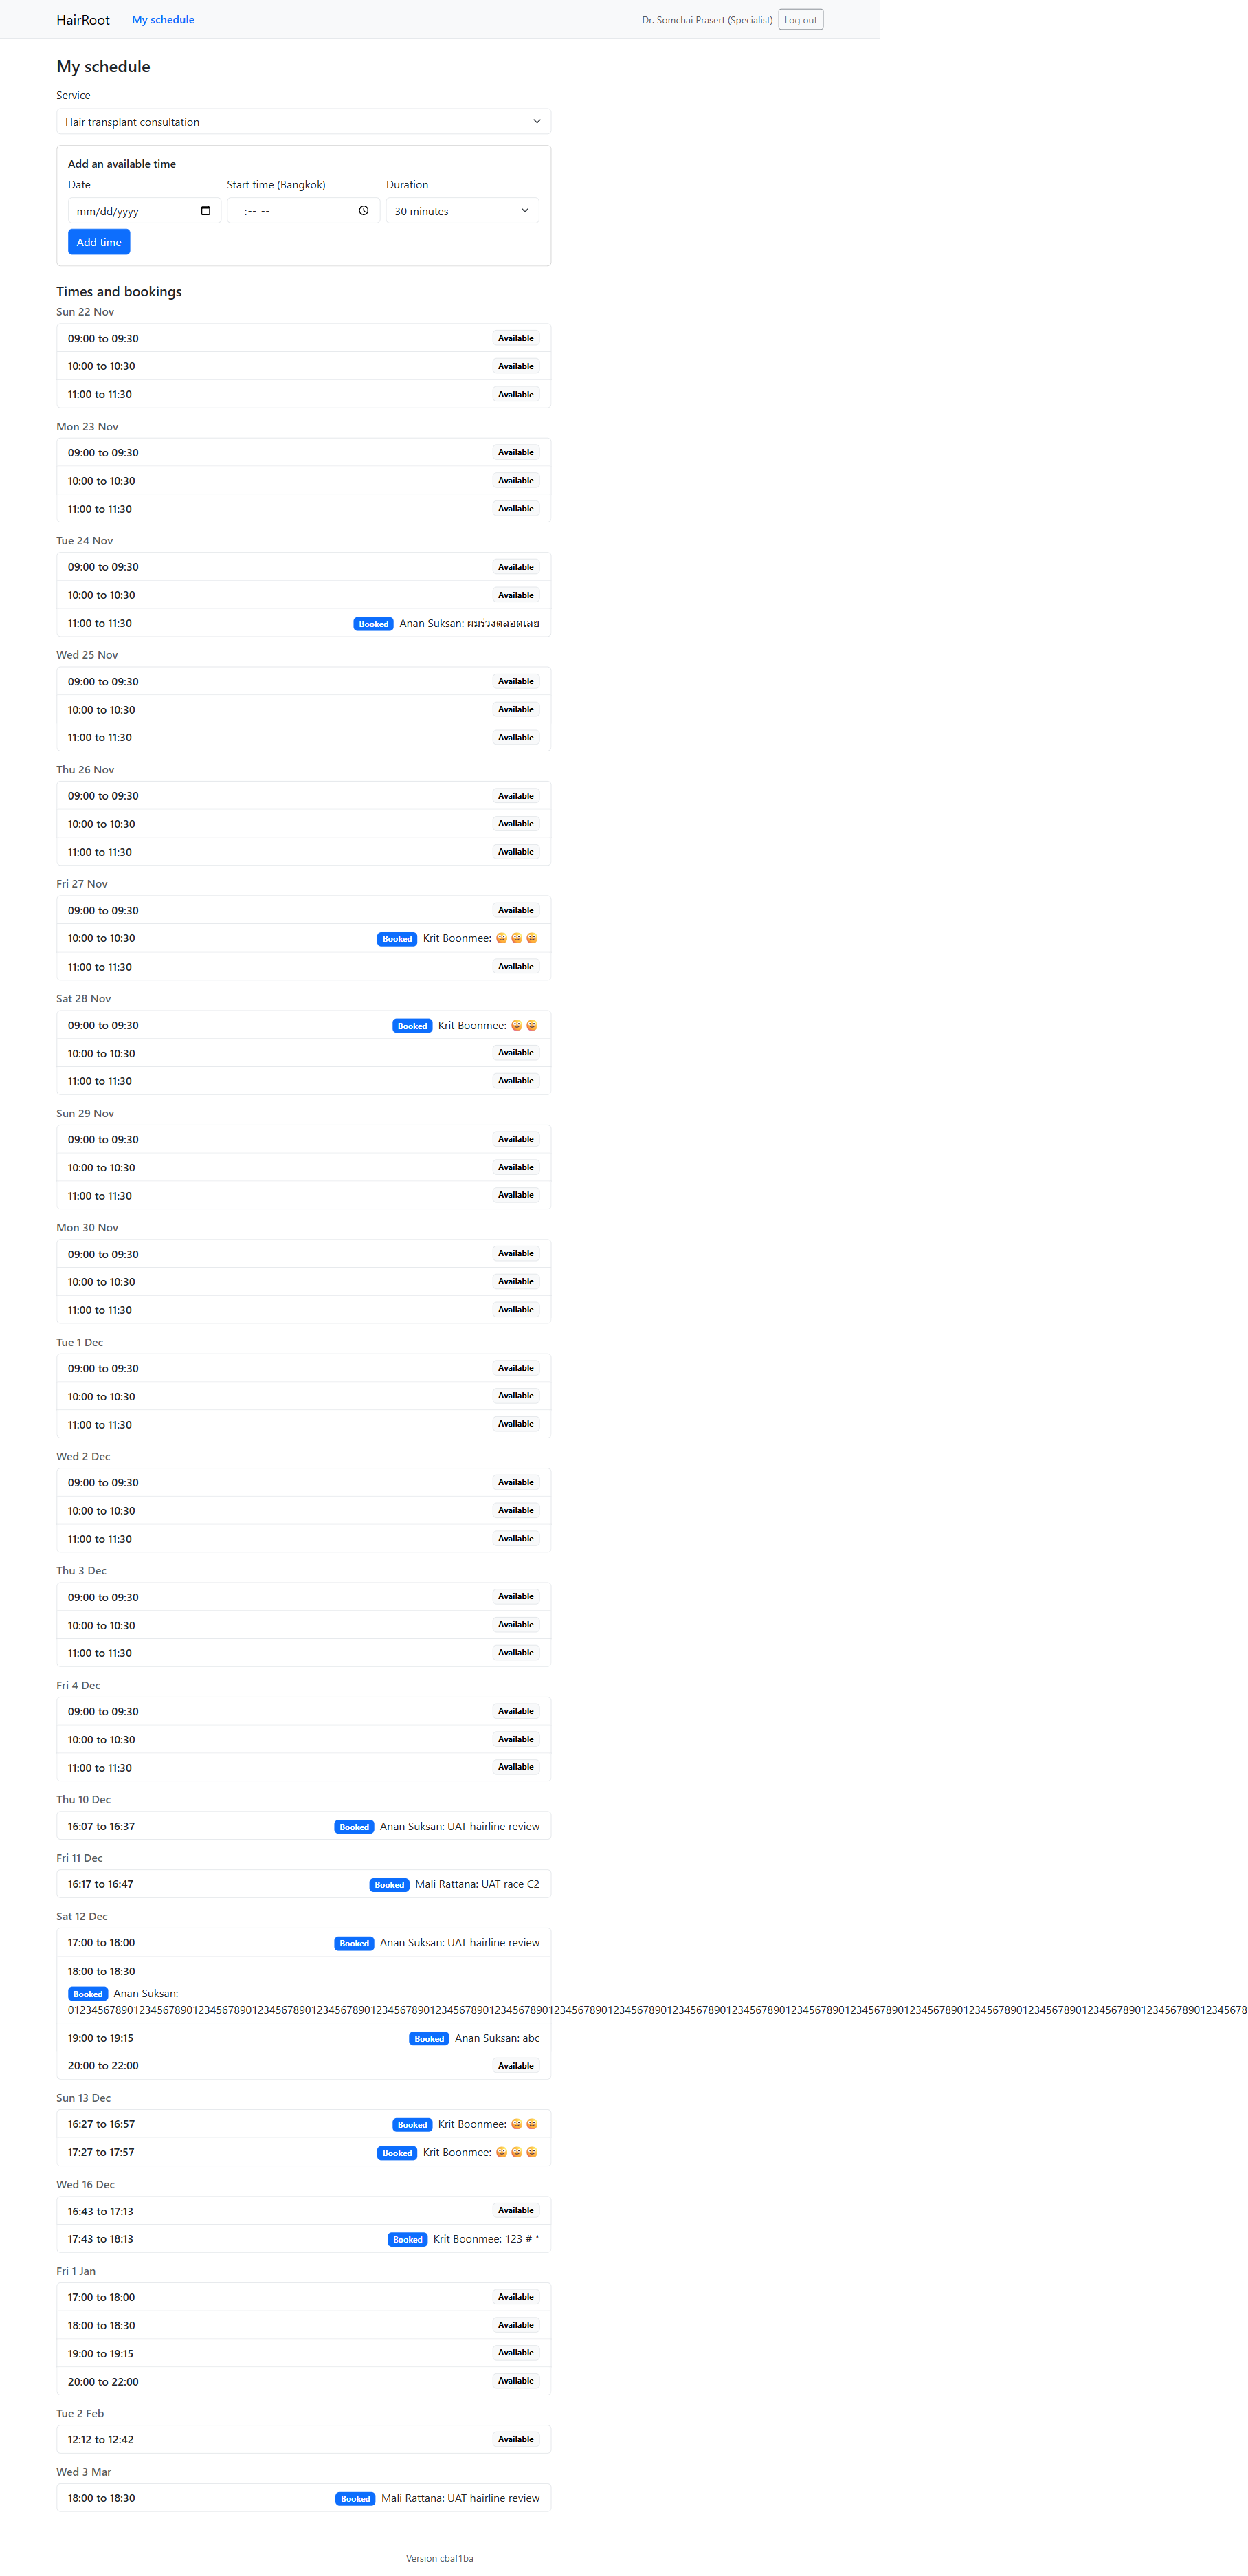 HairRoot My schedule Dr. Somchai Prasert (Specialist) Log out
My schedule
Service
Hair transplant consultation
Add an available time
Date Start time (Bangkok) Duration
mm/dd/yyyy --:-- -- 30 minutes
Add time
Times and bookings
Sun 22 Nov
09:00 to 09:30 Available
10:00 to 10:30 Available
11:00 to 11:30 Available
Mon 23 Nov
09:00 to 09:30 Available
10:00 to 10:30 Available
11:00 to 11:30 Available
Tue 24 Nov
09:00 to 09:30 Available
10:00 to 10:30 Available
11:00 to 11:30 Booked Anan Suksan: ผมร่วงตลอดเลย
Wed 25 Nov
09:00 to 09:30 Available
10:00 to 10:30 Available
11:00 to 11:30 Available
Thu 26 Nov
09:00 to 09:30 Available
10:00 to 10:30 Available
11:00 to 11:30 Available
Fri 27 Nov
09:00 to 09:30 Available
10:00 to 10:30 Booked Krit Boonmee:
11:00 to 11:30 Available
Sat 28 Nov
09:00 to 09:30 Booked Krit Boonmee:
10:00 to 10:30 Available
11:00 to 11:30 Available
Sun 29 Nov
09:00 to 09:30 Available
10:00 to 10:30 Available
11:00 to 11:30 Available
Mon 30 Nov
09:00 to 09:30 Available
10:00 to 10:30 Available
11:00 to 11:30 Available
Tue 1 Dec
09:00 to 09:30 Available
10:00 to 10:30 Available
11:00 to 11:30 Available
Wed 2 Dec
09:00 to 09:30 Available
10:00 to 10:30 Available
11:00 to 11:30 Available
Thu 3 Dec
09:00 to 09:30 Available
10:00 to 10:30 Available
11:00 to 11:30 Available
Fri 4 Dec
09:00 to 09:30 Available
10:00 to 10:30 Available
11:00 to 11:30 Available
Thu 10 Dec
16:07 to 16:37 Booked Anan Suksan: UAT hairline review
Fri 11 Dec
16:17 to 16:47 Booked Mali Rattana: UAT race C2
Sat 12 Dec
17:00 to 18:00 Booked Anan Suksan: UAT hairline review
18:00 to 18:30
Booked Anan Suksan:
0123456789012345678901234567890123456789012345678901234567890123456789012345678901234567890123456789012345678901234567890123456789012345678901234567890123456789012345678901234567890123456789012345678
19:00 to 19:15 Booked Anan Suksan: abc
20:00 to 22:00 Available
Sun 13 Dec
16:27 to 16:57 Booked Krit Boonmee:
17:27 to 17:57 Booked Krit Boonmee:
Wed 16 Dec
16:43 to 17:13 Available
17:43 to 18:13 Booked Krit Boonmee: 123 # *
Fri 1 Jan
17:00 to 18:00 Available
18:00 to 18:30 Available
19:00 to 19:15 Available
20:00 to 22:00 Available
Tue 2 Feb
12:12 to 12:42 Available
Wed 3 Mar
18:00 to 18:30 Booked Mali Rattana: UAT hairline review
Version cbaf1ba